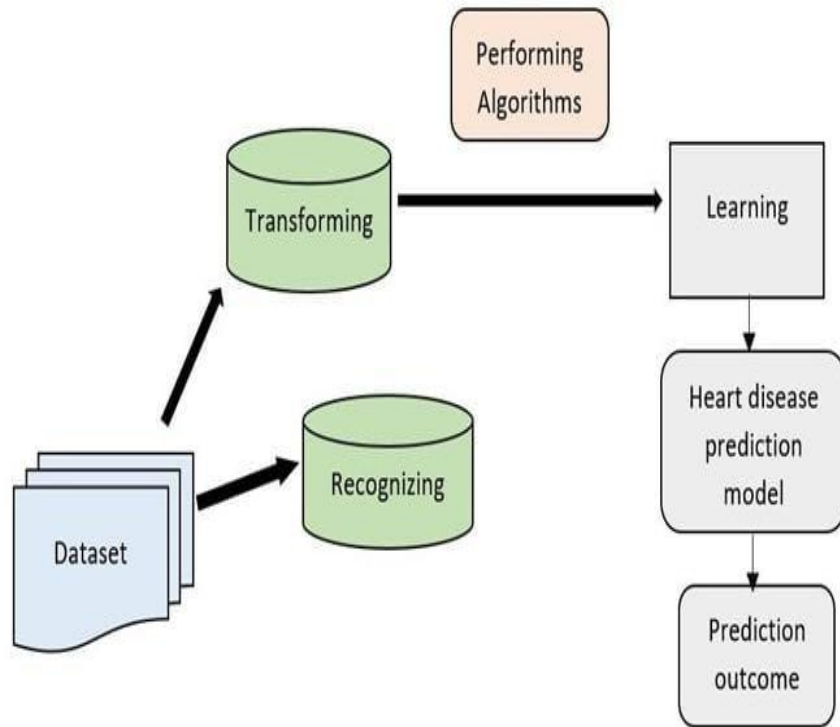 Performing
Algorithms
Transforming
Learning
Recognizing
Heart disease
prediction
model
Dataset
Prediction
outcome